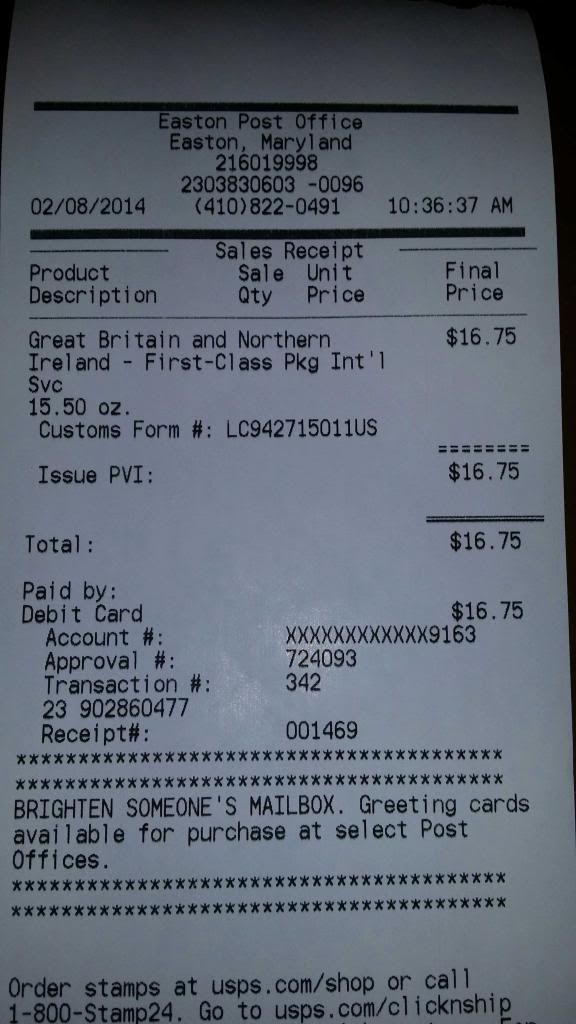 Easton Post Office
Easton, Maryland
216019998
2303830603 -0096
02/08/2014 (410)822-0491 10:36:37 AM
Sales Receipt
Product Sale Unit Final
Description Qty Price Price
Great Britain and Northern $16.75
Ireland - First-Class Pkg Int'l
Svc
15.50 oz.
Customs Form #: LC942715011US
========
Issue PVI: $16.75
Total: $16.75
Paid by:
Debit Card $16.75
Account #: XXXXXXXXXXXX9163
Approval #: 724093
Transaction #: 342
23 902860477
Receipt#: 001469
****************************************
****************************************
BRIGHTEN SOMEONE'S MAILBOX. Greeting cards
available for purchase at select Post
Offices.
****************************************
****************************************
Order stamps at usps.com/shop or call
1-800-Stamp24. Go to usps.com/clicknship